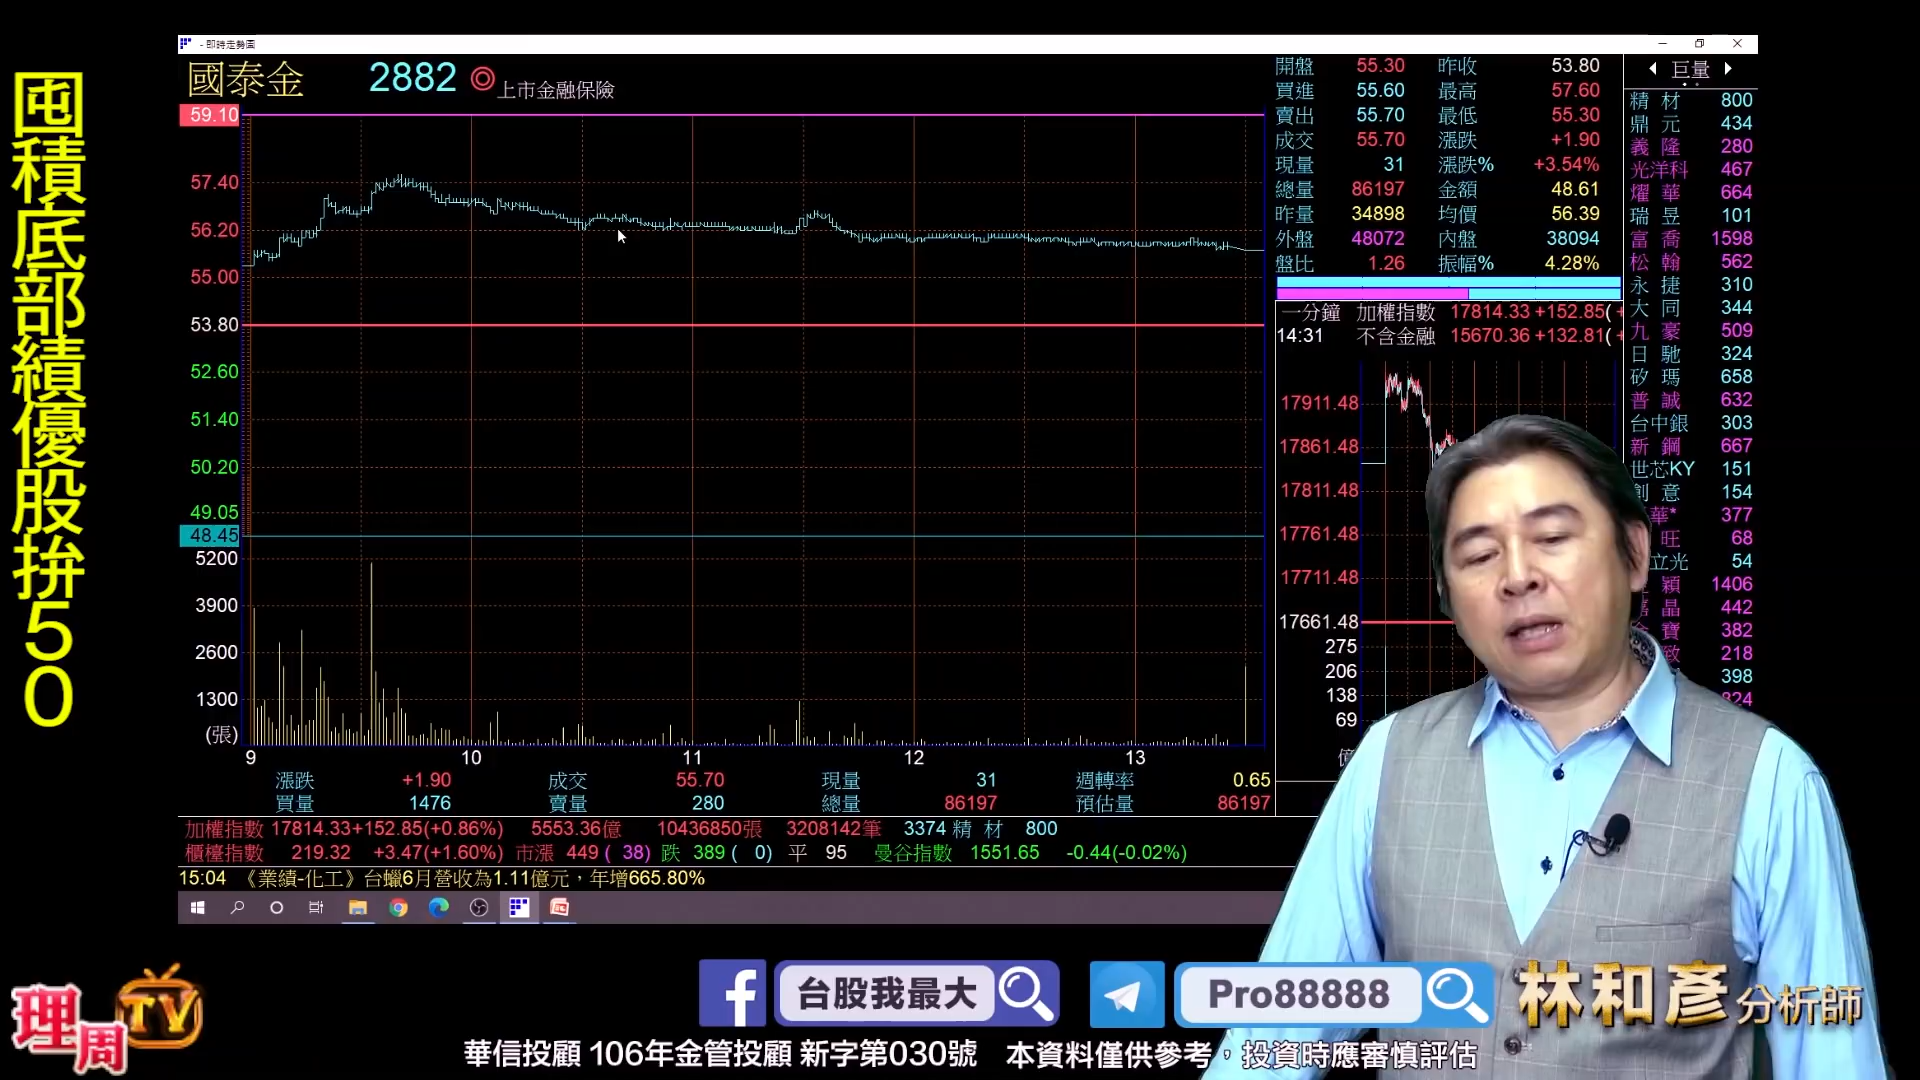 囤積底部績優股拚50
- 即時走勢圖
國泰金 2882 上市金融保險
59.10
57.40
56.20
55.00
53.80
52.60
51.40
50.20
49.05
48.45
5200
3900
2600
1300
(張)
9 10 11 12 13
漲跌 +1.90 成交 55.70 現量 31 週轉率 0.65
買量 1476 賣量 280 總量 86197 預估量 86197
開盤 55.30 昨收 53.80
買進 55.60 最高 57.60
賣出 55.70 最低 55.30
成交 55.70 漲跌 +1.90
現量 31 漲跌% +3.54%
總量 86197 金額 48.61
昨量 34898 均價 56.39
外盤 48072 內盤 38094
盤比 1.26 振幅% 4.28%
一分鐘 加權指數 17814.33 +152.85(
14:31 不含金融 15670.36 +132.81(
17911.48
17861.48
17811.48
17761.48
17711.48
17661.48
275
206
138
69
巨量
精材 800
鼎元 434
義隆 280
光洋科 467
燿華 664
瑞昱 101
富喬 1598
松翰 562
永捷 310
大同 344
九豪 509
日馳 324
矽瑪 658
普誠 632
台中銀 303
新鋼 667
世芯KY 151
創意 154
華* 377
旺 68
立光 54
穎 1406
晶 442
寶 382
致 218
398
324
加權指數 17814.33+152.85(+0.86%) 5553.36億 10436850張 3208142筆 3374 精材 800
櫃檯指數 219.32 +3.47(+1.60%) 市漲 449 ( 38) 跌 389 ( 0) 平 95 曼谷指數 1551.65 -0.44(-0.02%)
15:04 《業績-化工》台蠟6月營收為1.11億元，年增665.80%
理周TV
台股我最大
Pro88888
林和彥分析師
華信投顧 106年金管投顧 新字第030號 本資料僅供參考，投資時應審慎評估